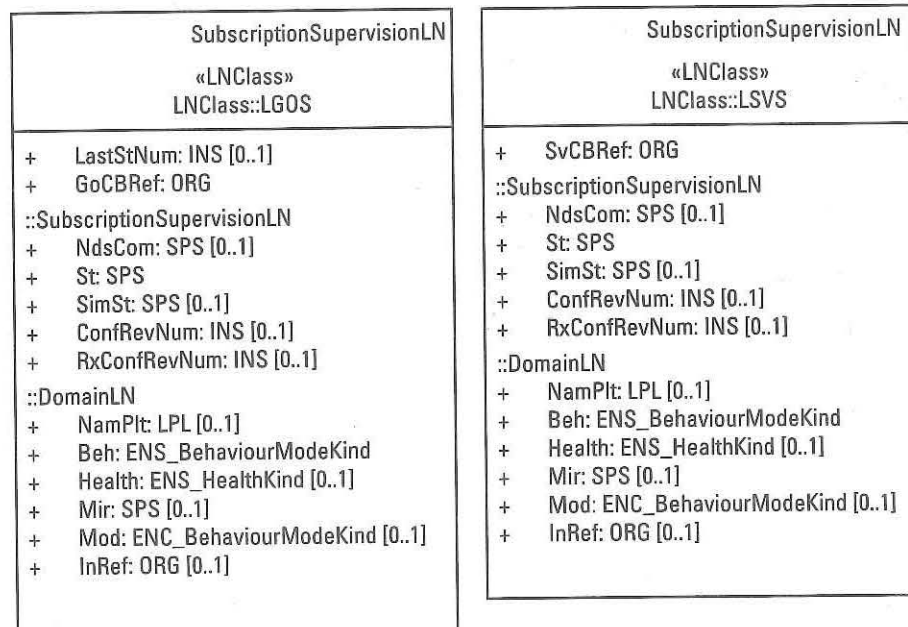 SubscriptionSupervisionLN
«LNClass»
LNClass::LGOS
+ LastStNum: INS [0..1]
+ GoCBRef: ORG
::SubscriptionSupervisionLN
+ NdsCom: SPS [0..1]
+ St: SPS
+ SimSt: SPS [0..1]
+ ConfRevNum: INS [0..1]
+ RxConfRevNum: INS [0..1]
::DomainLN
+ NamPlt: LPL [0..1]
+ Beh: ENS_BehaviourModeKind
+ Health: ENS_HealthKind [0..1]
+ Mir: SPS [0..1]
+ Mod: ENC_BehaviourModeKind [0..1]
+ InRef: ORG [0..1]
SubscriptionSupervisionLN
«LNClass»
LNClass::LSVS
+ SvCBRef: ORG
::SubscriptionSupervisionLN
+ NdsCom: SPS [0..1]
+ St: SPS
+ SimSt: SPS [0..1]
+ ConfRevNum: INS [0..1]
+ RxConfRevNum: INS [0..1]
::DomainLN
+ NamPlt: LPL [0..1]
+ Beh: ENS_BehaviourModeKind
+ Health: ENS_HealthKind [0..1]
+ Mir: SPS [0..1]
+ Mod: ENC_BehaviourModeKind [0..1]
+ InRef: ORG [0..1]